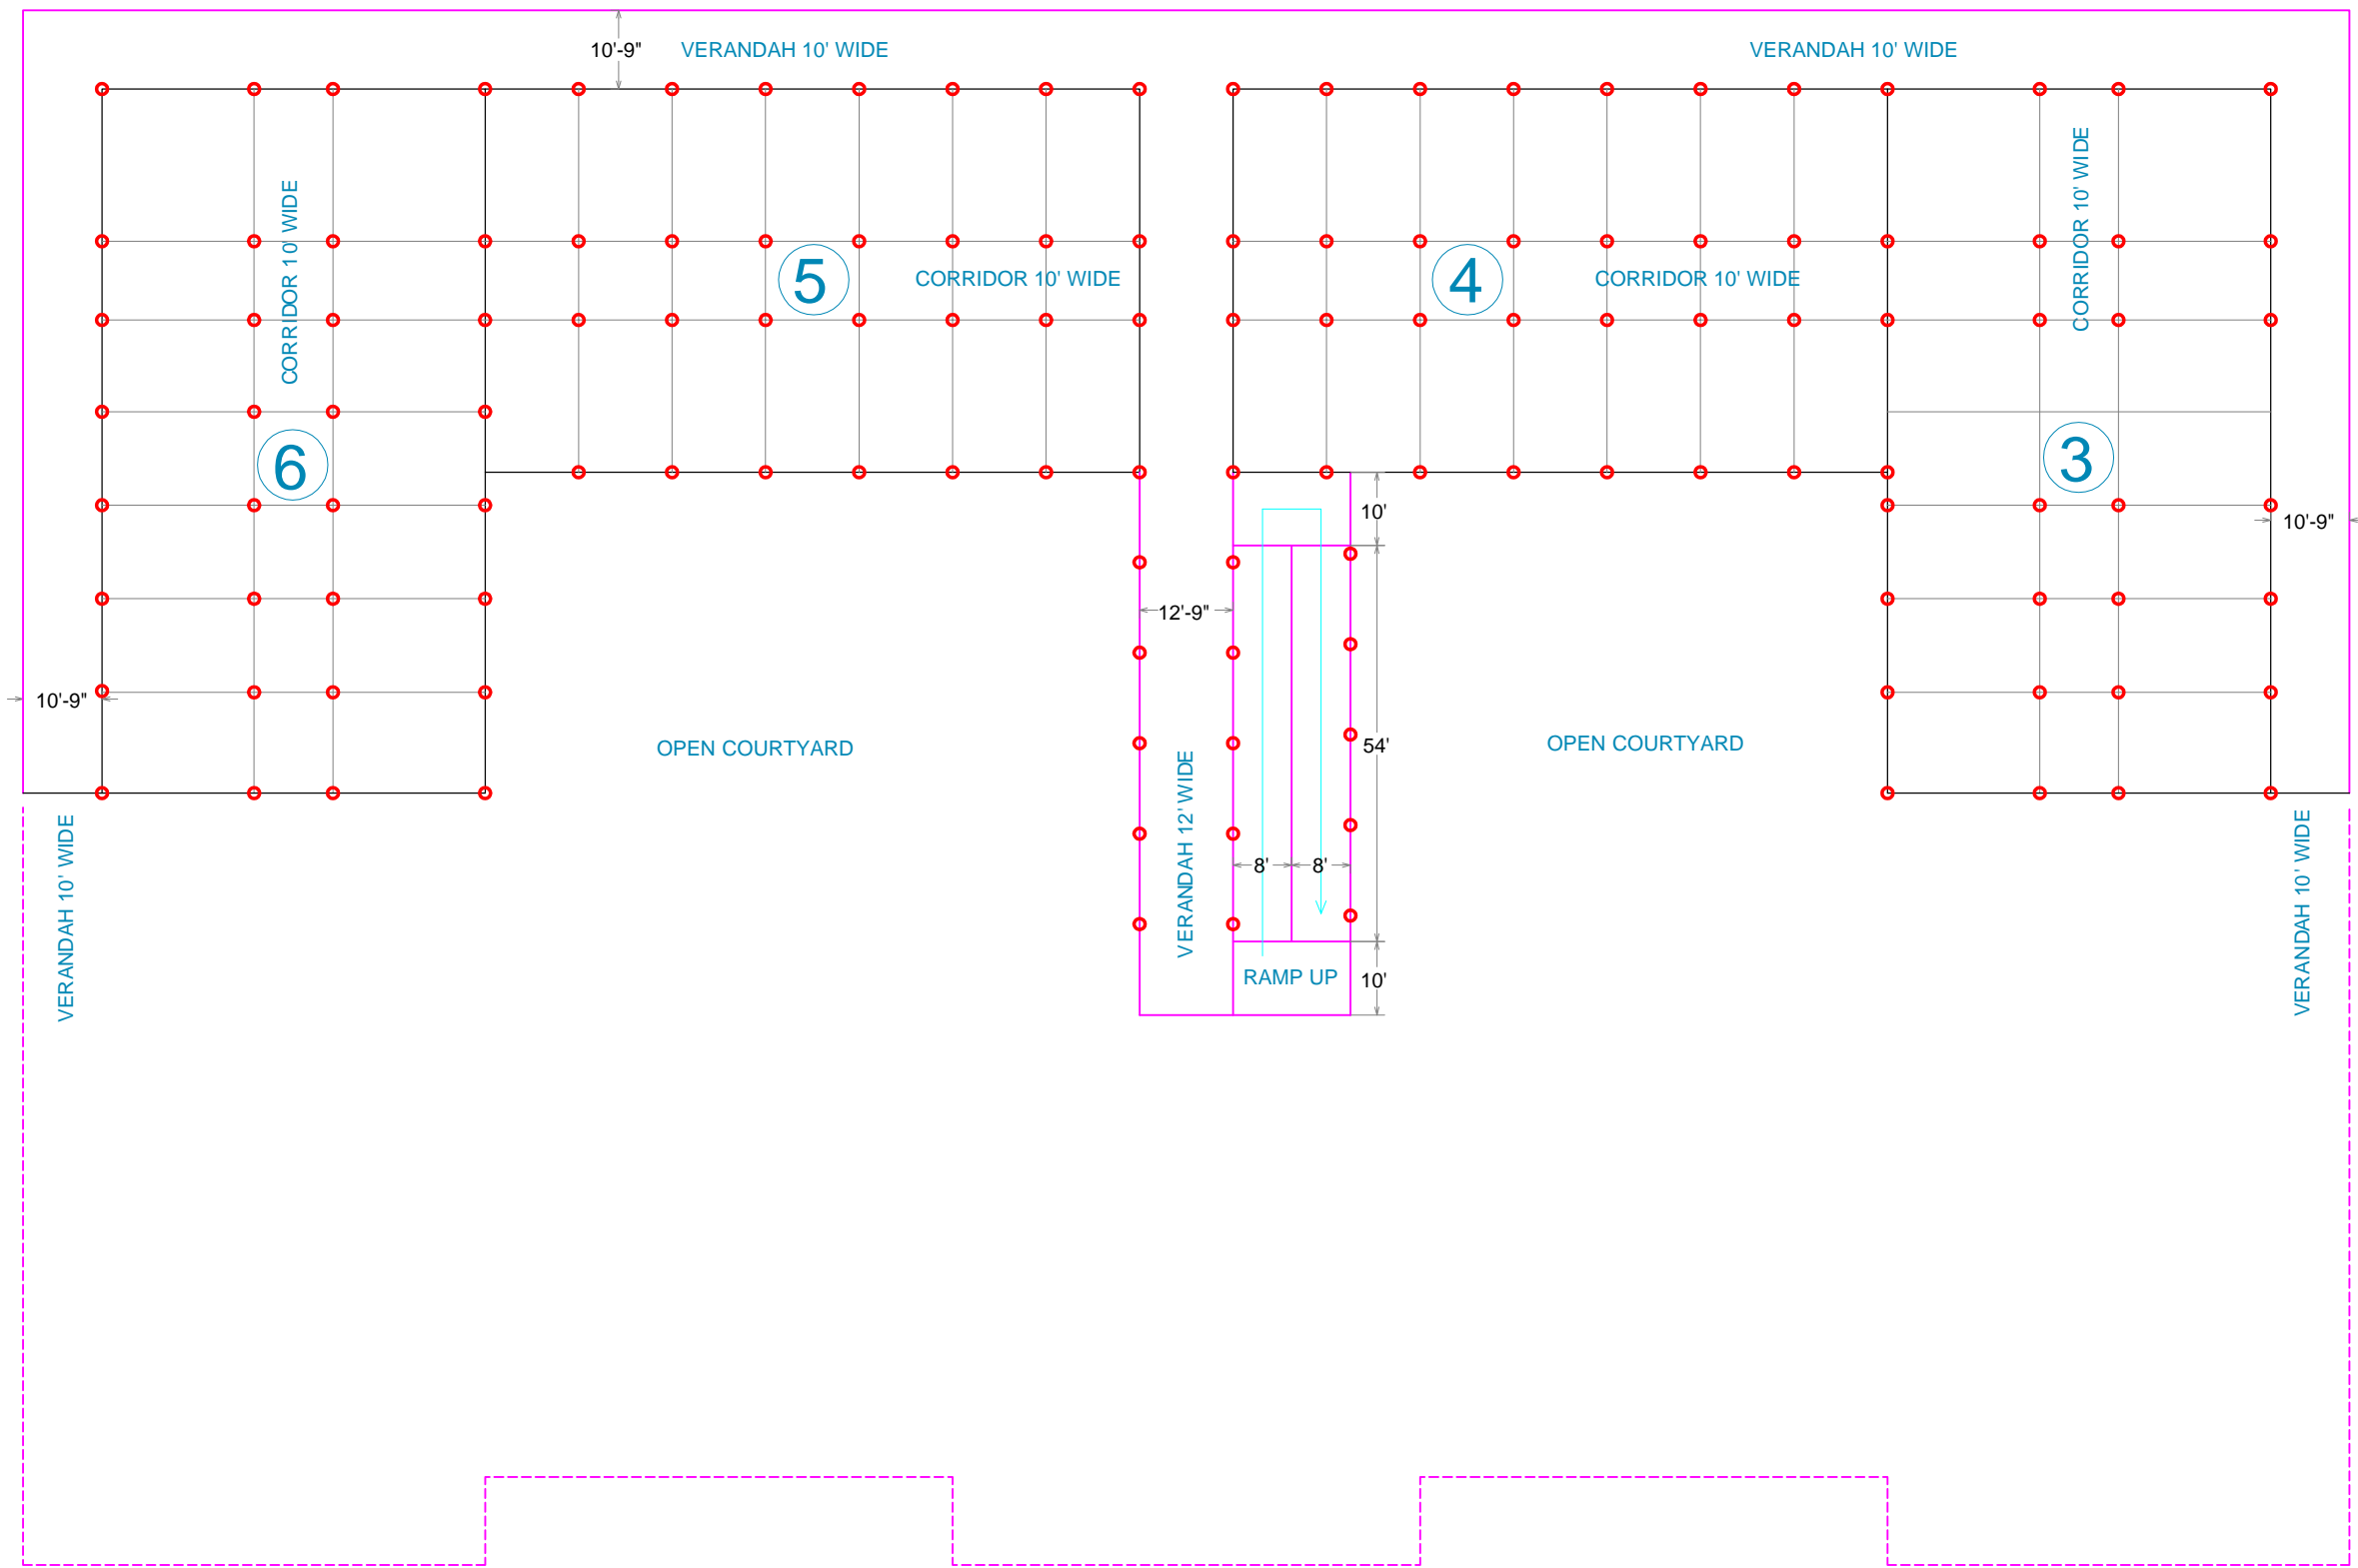 10'-9"
VERANDAH 10' WIDE
VERANDAH 10' WIDE
CORRIDOR 10' WIDE
CORRIDOR 10' WIDE
5
CORRIDOR 10' WIDE
4
CORRIDOR 10' WIDE
6
3
10'
10'-9"
12'-9"
10'-9"
OPEN COURTYARD
54'
OPEN COURTYARD
VERANDAH 10' WIDE
VERANDAH 12' WIDE
8'
8'
VERANDAH 10' WIDE
RAMP UP
10'